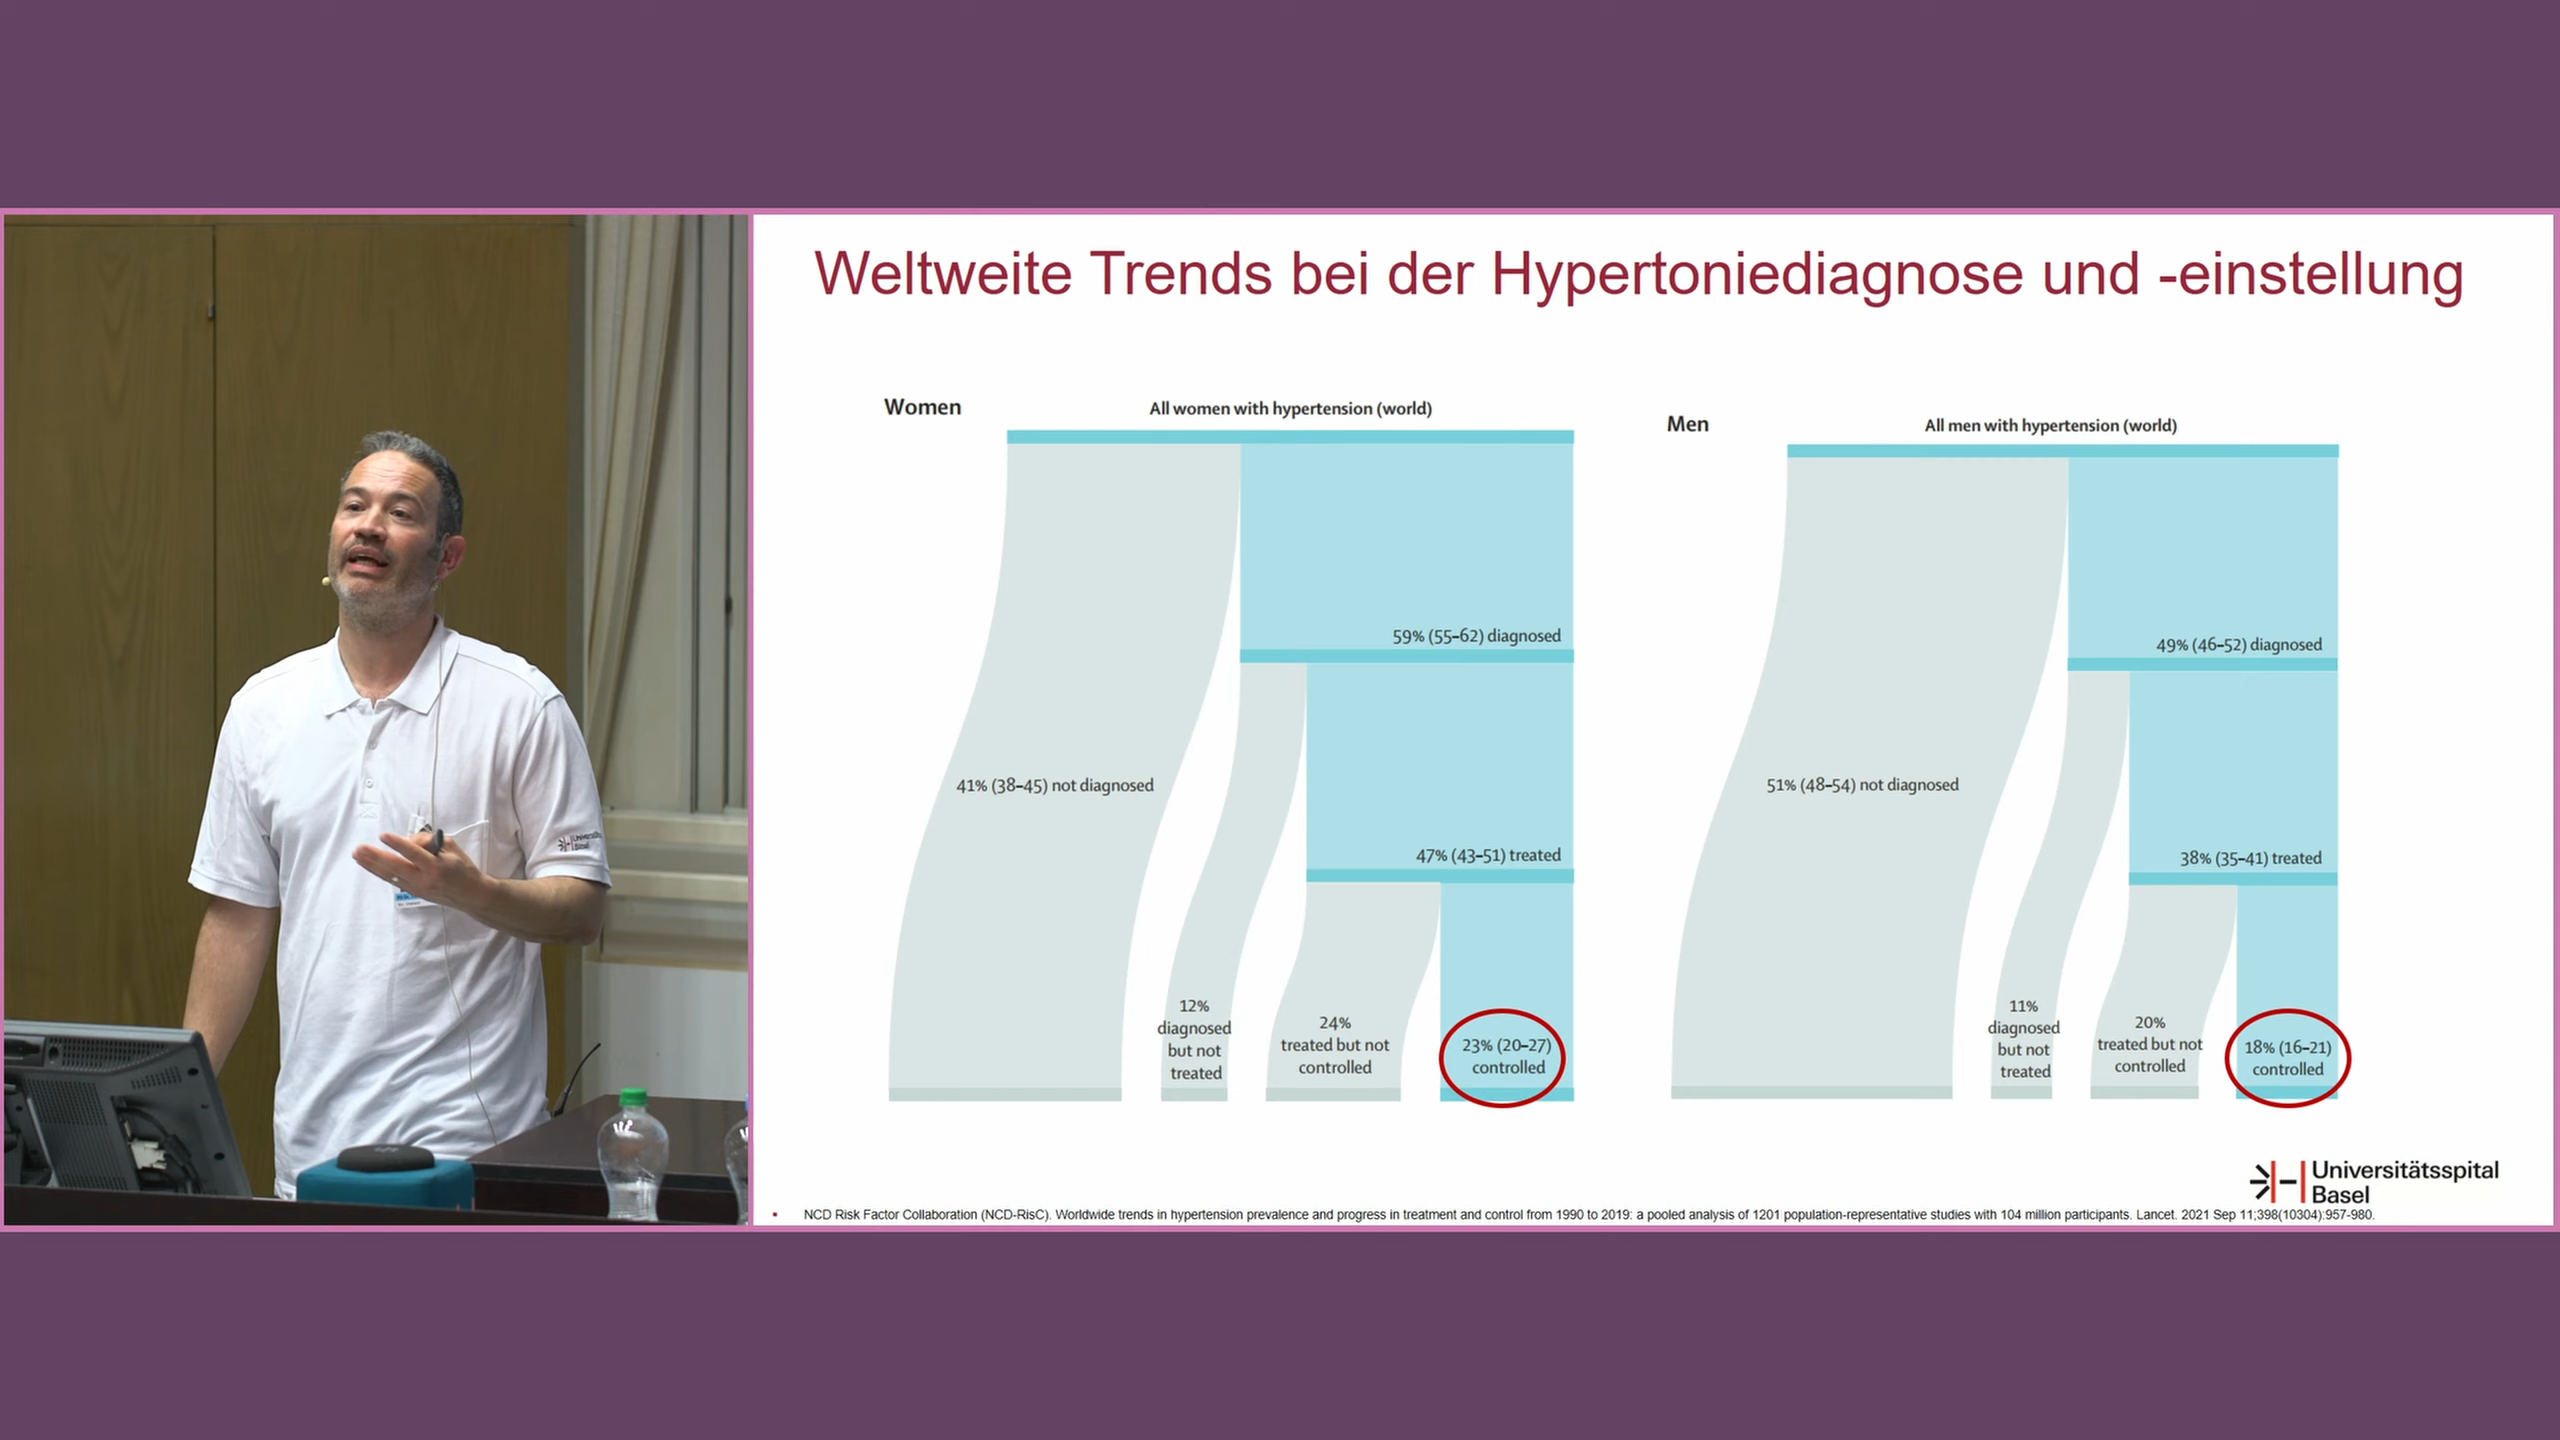 Weltweite Trends bei der Hypertoniediagnose und -einstellung
Women
All women with hypertension (world)
59% (55–62) diagnosed
41% (38–45) not diagnosed
47% (43–51) treated
12%
diagnosed
but not
treated
24%
treated but not
controlled
23% (20–27)
controlled
Men
All men with hypertension (world)
49% (46–52) diagnosed
51% (48–54) not diagnosed
38% (35–41) treated
11%
diagnosed
but not
treated
20%
treated but not
controlled
18% (16–21)
controlled
Universitätsspital
Basel
NCD Risk Factor Collaboration (NCD-RisC). Worldwide trends in hypertension prevalence and progress in treatment and control from 1990 to 2019: a pooled analysis of 1201 population-representative studies with 104 million participants. Lancet. 2021 Sep 11;398(10304):957-980.